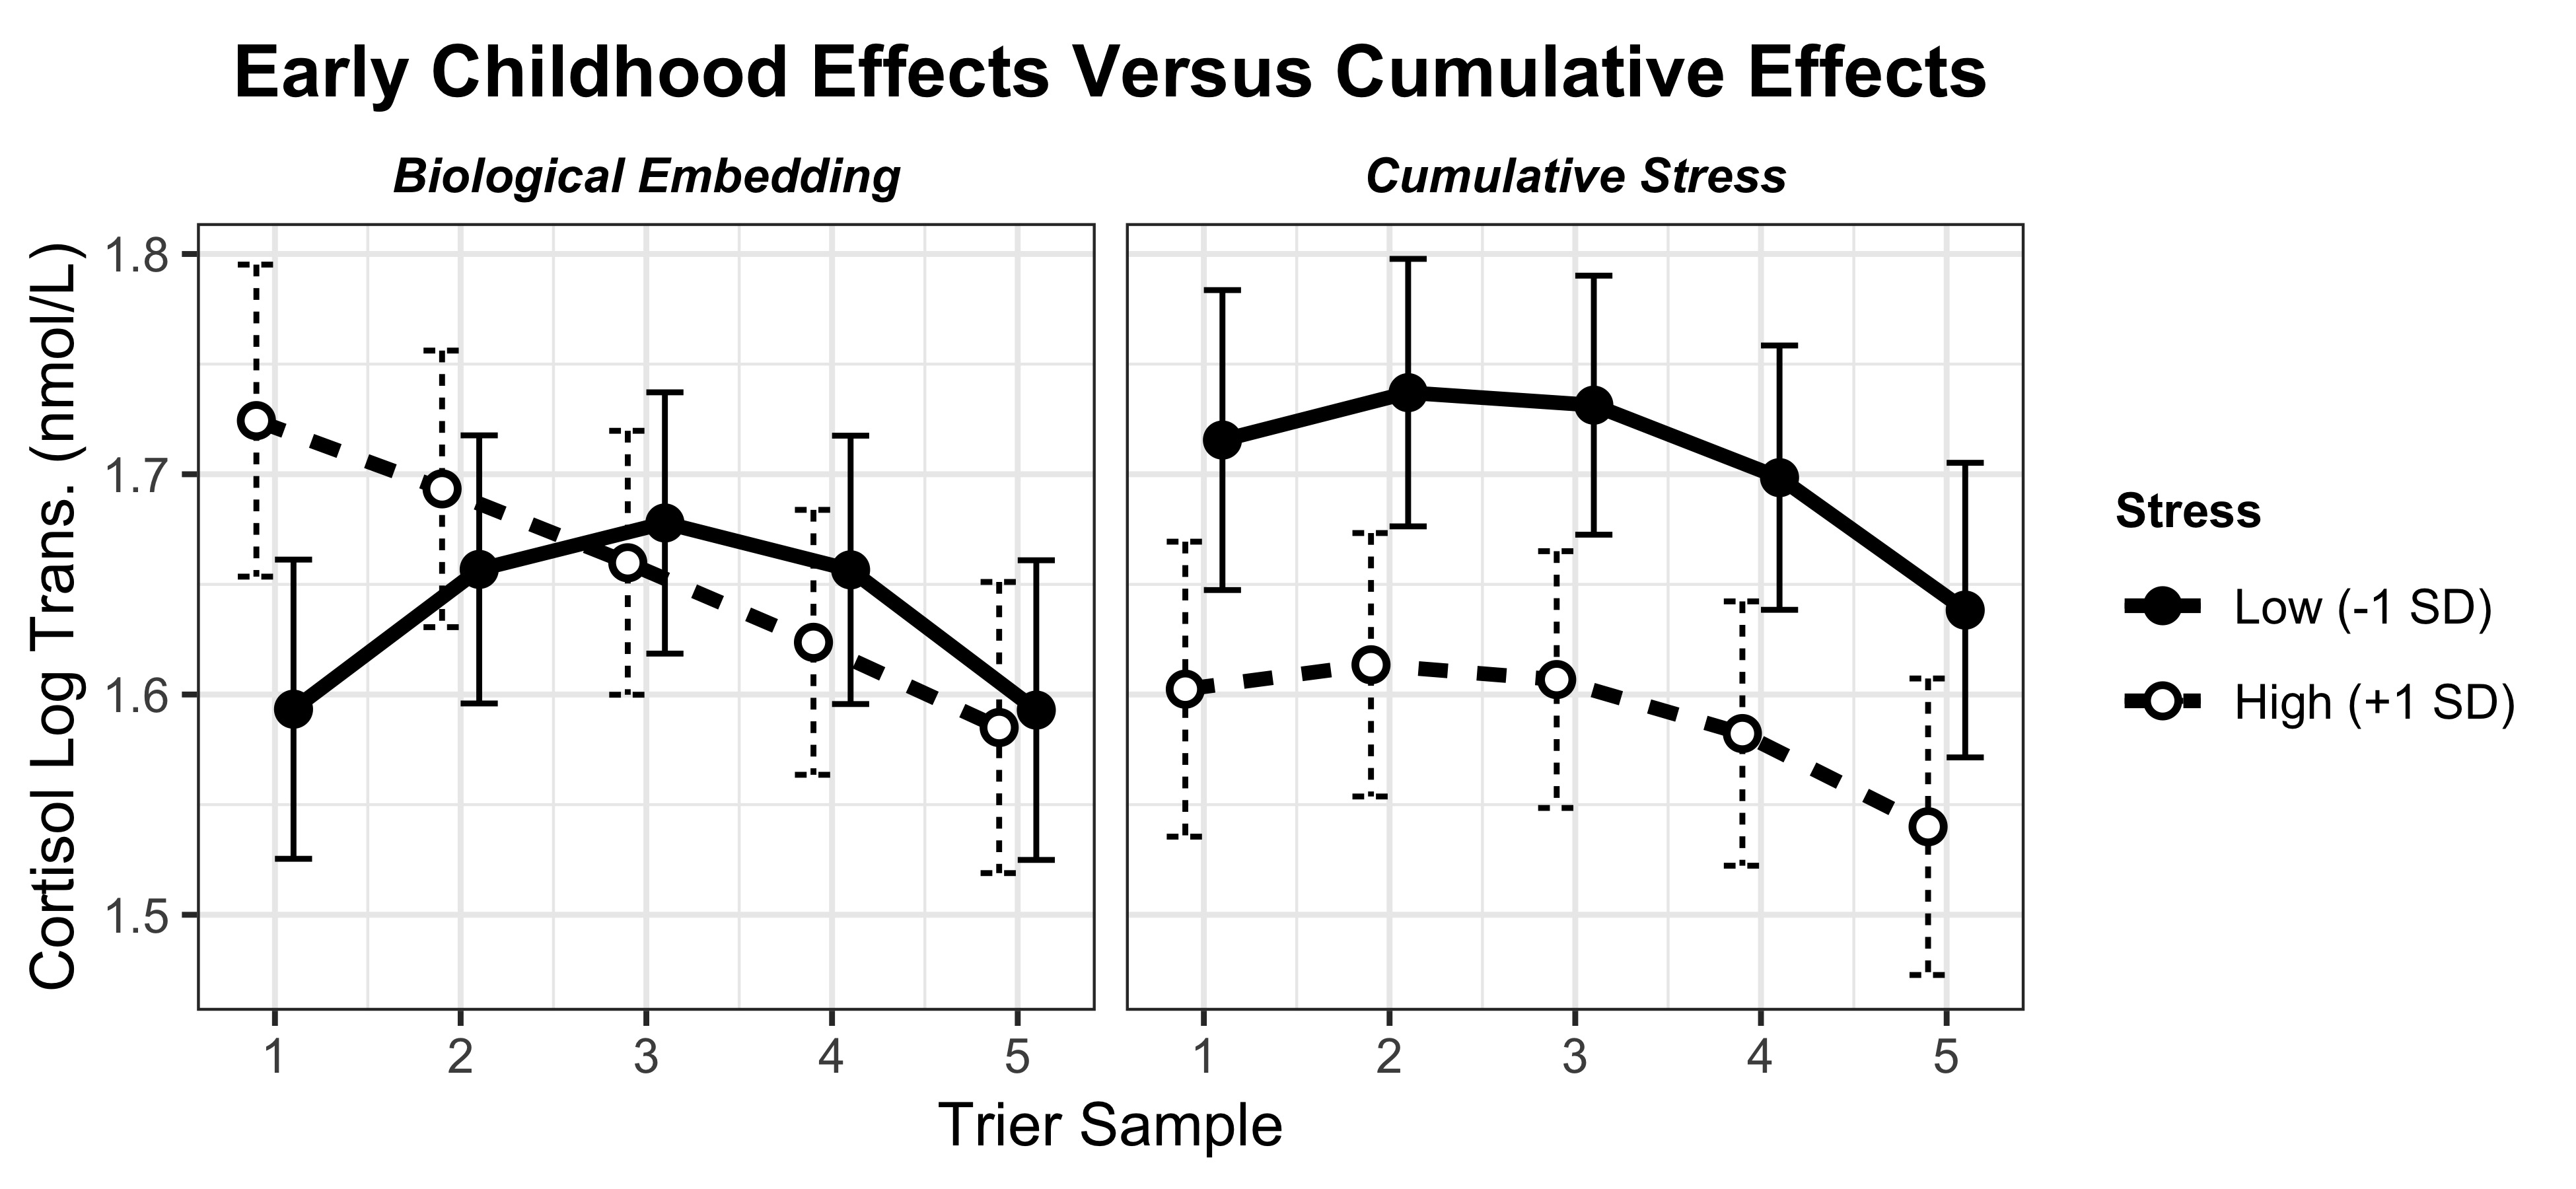 Early Childhood Effects Versus Cumulative Effects
Biological Embedding
Cumulative Stress
Cortisol Log Trans. (nmol/L)
1.8
1.7
1.6
1.5
1 2 3 4 5
1 2 3 4 5
Trier Sample
Stress
Low (-1 SD)
High (+1 SD)